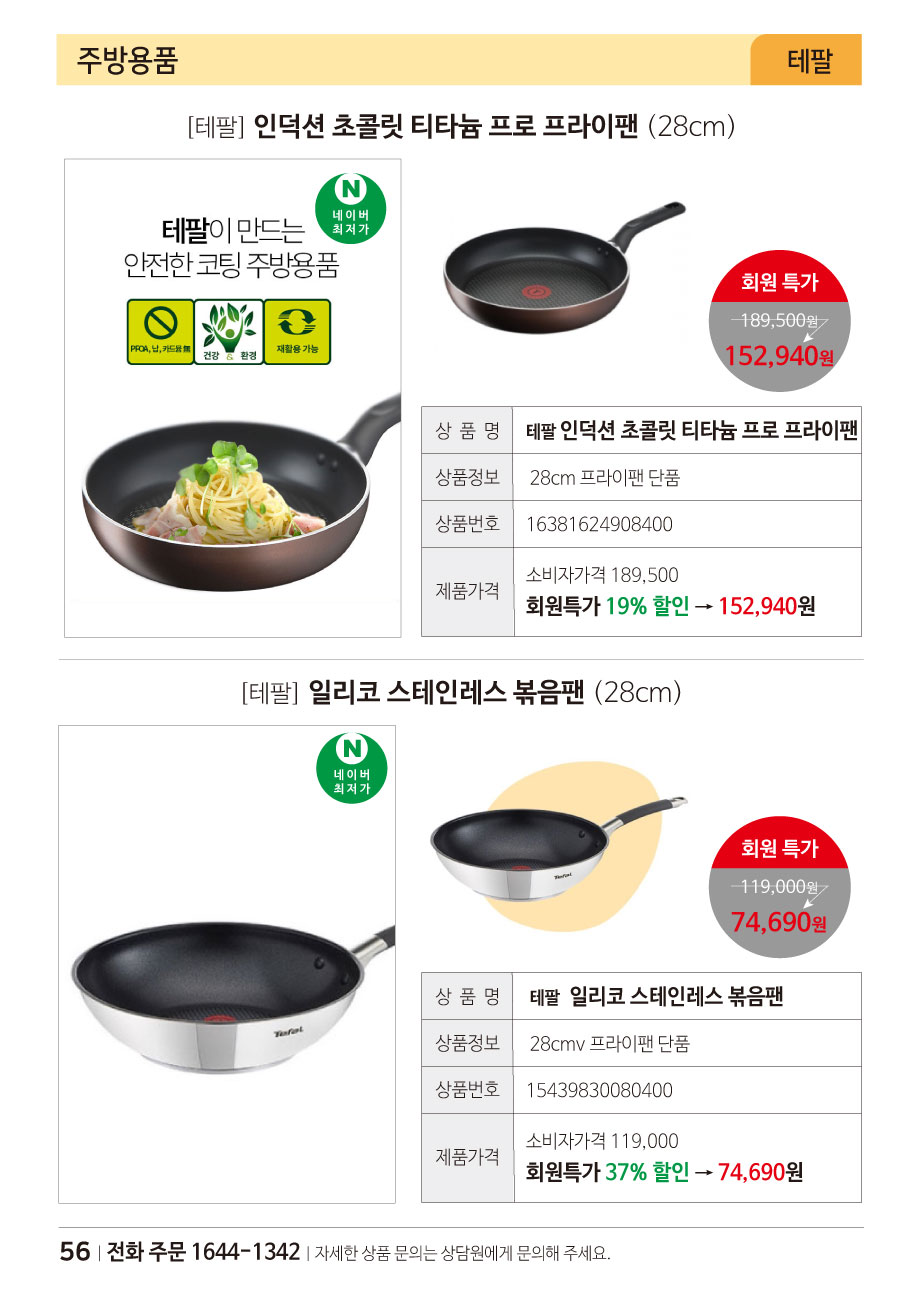 주방용품
테팔
[테팔] 인덕션 초콜릿 티타늄 프로 프라이팬 (28cm)
N
네이버
최저가
테팔이 만드는
안전한 코팅 주방용품
PFOA, 납, 카드뮴 無
건강 & 환경
재활용 가능
회원 특가
189,500원
152,940원
상 품 명 테팔 인덕션 초콜릿 티타늄 프로 프라이팬
상품정보 28cm 프라이팬 단품
상품번호 16381624908400
제품가격 소비자가격 189,500
회원특가 19% 할인 → 152,940원
[테팔] 일리코 스테인레스 볶음팬 (28cm)
N
네이버
최저가
Tefal
Tefal
회원 특가
119,000원
74,690원
상 품 명 테팔 일리코 스테인레스 볶음팬
상품정보 28cmv 프라이팬 단품
상품번호 15439830080400
제품가격 소비자가격 119,000
회원특가 37% 할인 → 74,690원
56 | 전화 주문 1644-1342 | 자세한 상품 문의는 상담원에게 문의해 주세요.